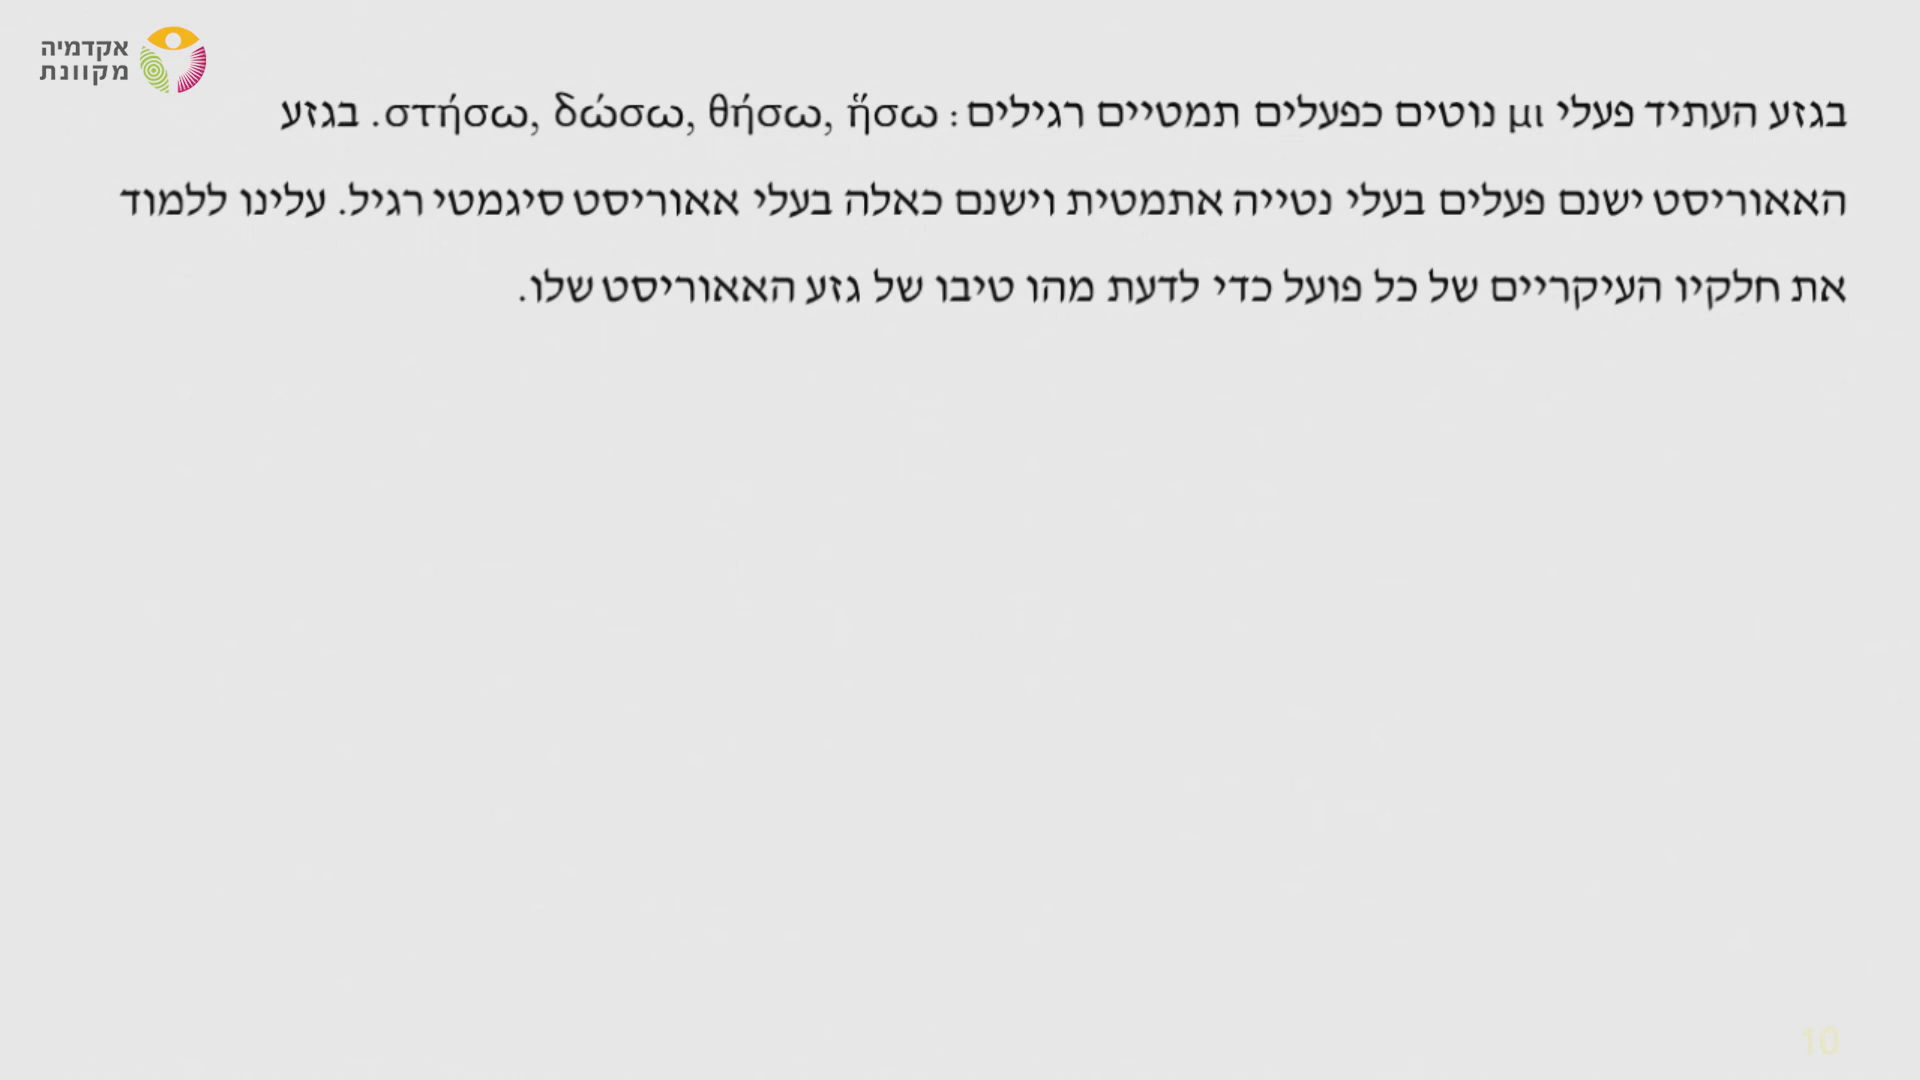 אקדמיה
מקוונת
בגזע העתיד פעלי μι נוטים כפעלים תמטיים רגילים: στήσω, δώσω, θήσω, ἥσω. בגזע
האאוריסט ישנם פעלים בעלי נטייה אתמטית וישנם כאלה בעלי אאוריסט סיגמטי רגיל. עלינו ללמוד
את חלקיו העיקריים של כל פועל כדי לדעת מהו טיבו של גזע האאוריסט שלו.
10